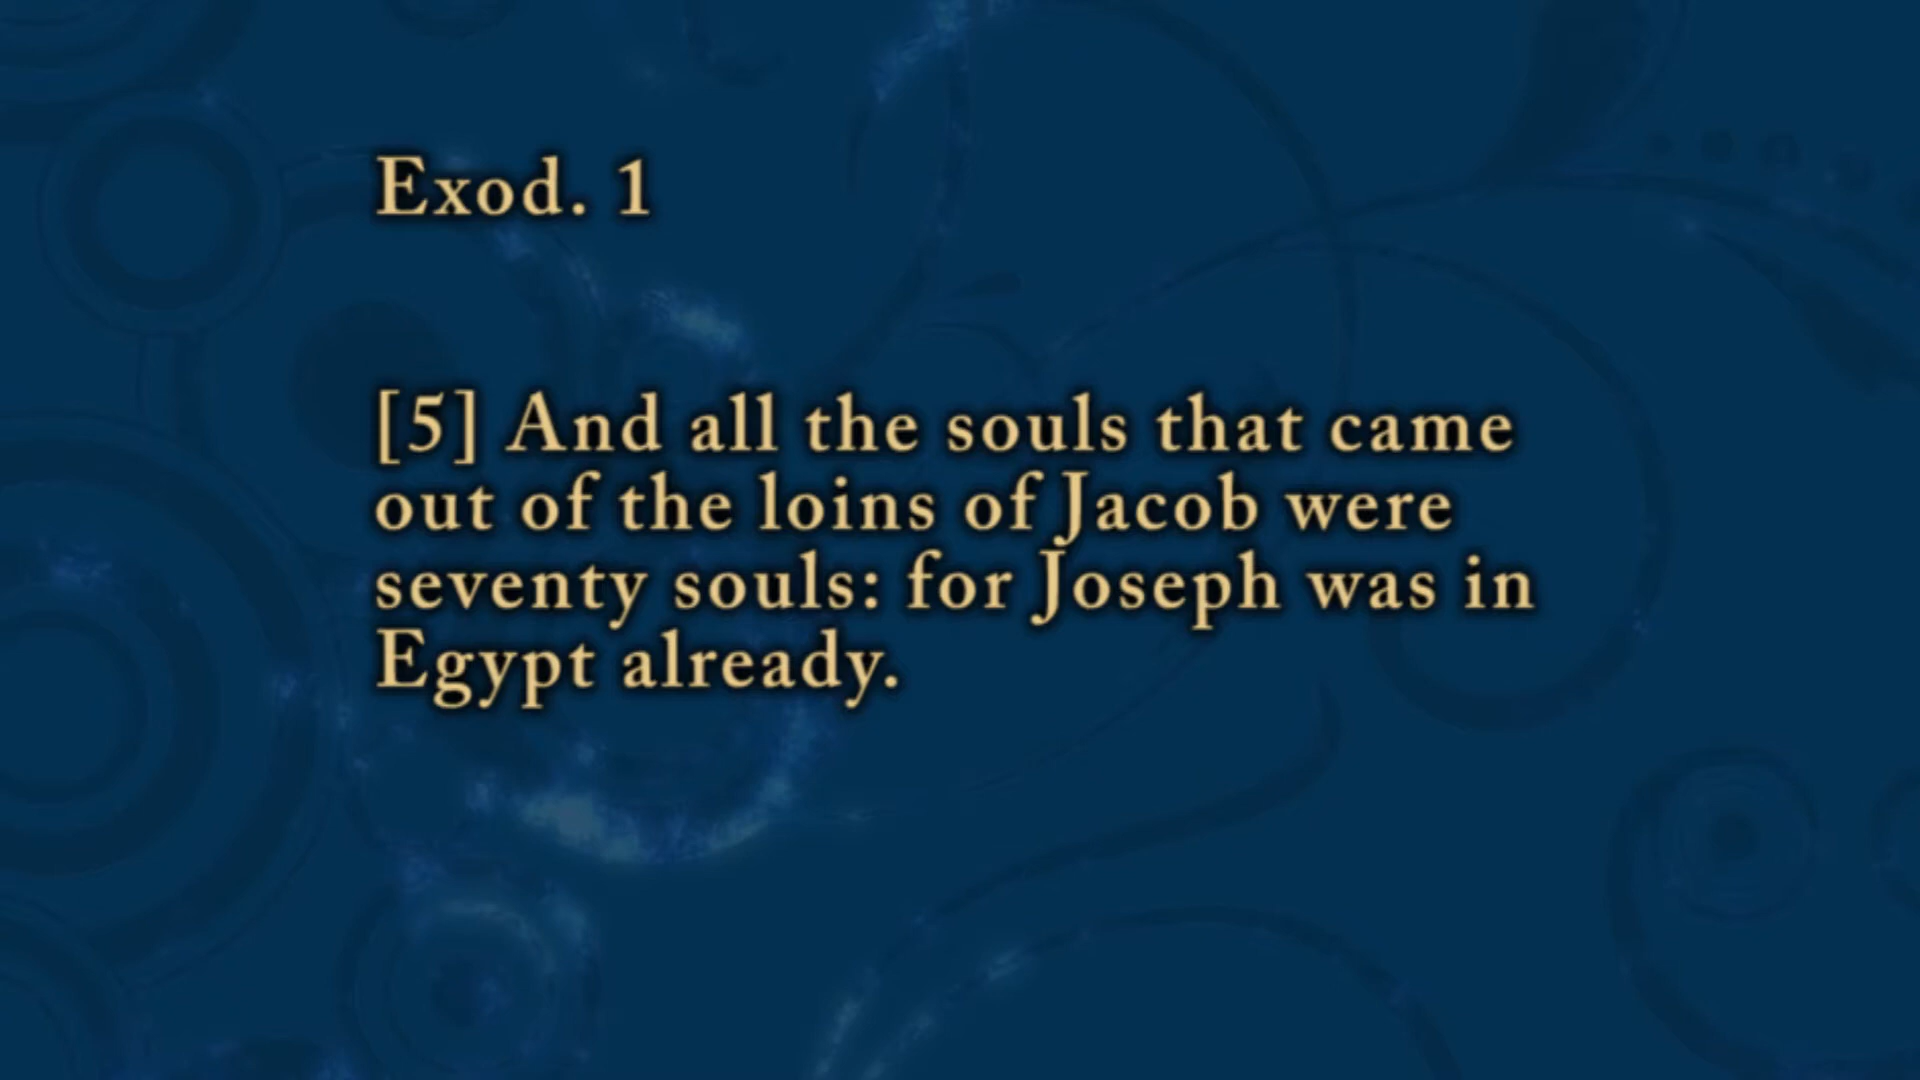 Exod. 1
[5] And all the souls that came
out of the loins of Jacob were
seventy souls: for Joseph was in
Egypt already.